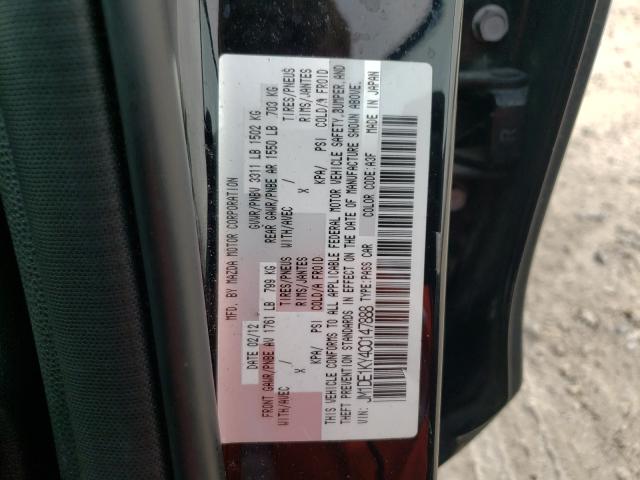 MFD. BY MAZDA MOTOR CORPORATION
DATE 02/12 GVWR/PNBV 3311 LB 1502 KG
FRONT GAWR/PNBE AV 1761 LB 799 KG REAR GAWR/PNBE AR 1550 LB 703 KG
WITH/AVEC TIRES/PNEUS WITH/AVEC TIRES/PNEUS
X RIMS/JANTES X RIMS/JANTES
KPA/ PSI COLD/A FROID KPA/ PSI COLD/A FROID
THIS VEHICLE CONFORMS TO ALL APPLICABLE FEDERAL MOTOR VEHICLE SAFETY, BUMPER, AND
THEFT PREVENTION STANDARDS IN EFFECT ON THE DATE OF MANUFACTURE SHOWN ABOVE.
VIN: JM1DE1KY4C0147888 TYPE:PASS CAR COLOR CODE:A3F MADE IN JAPAN
R